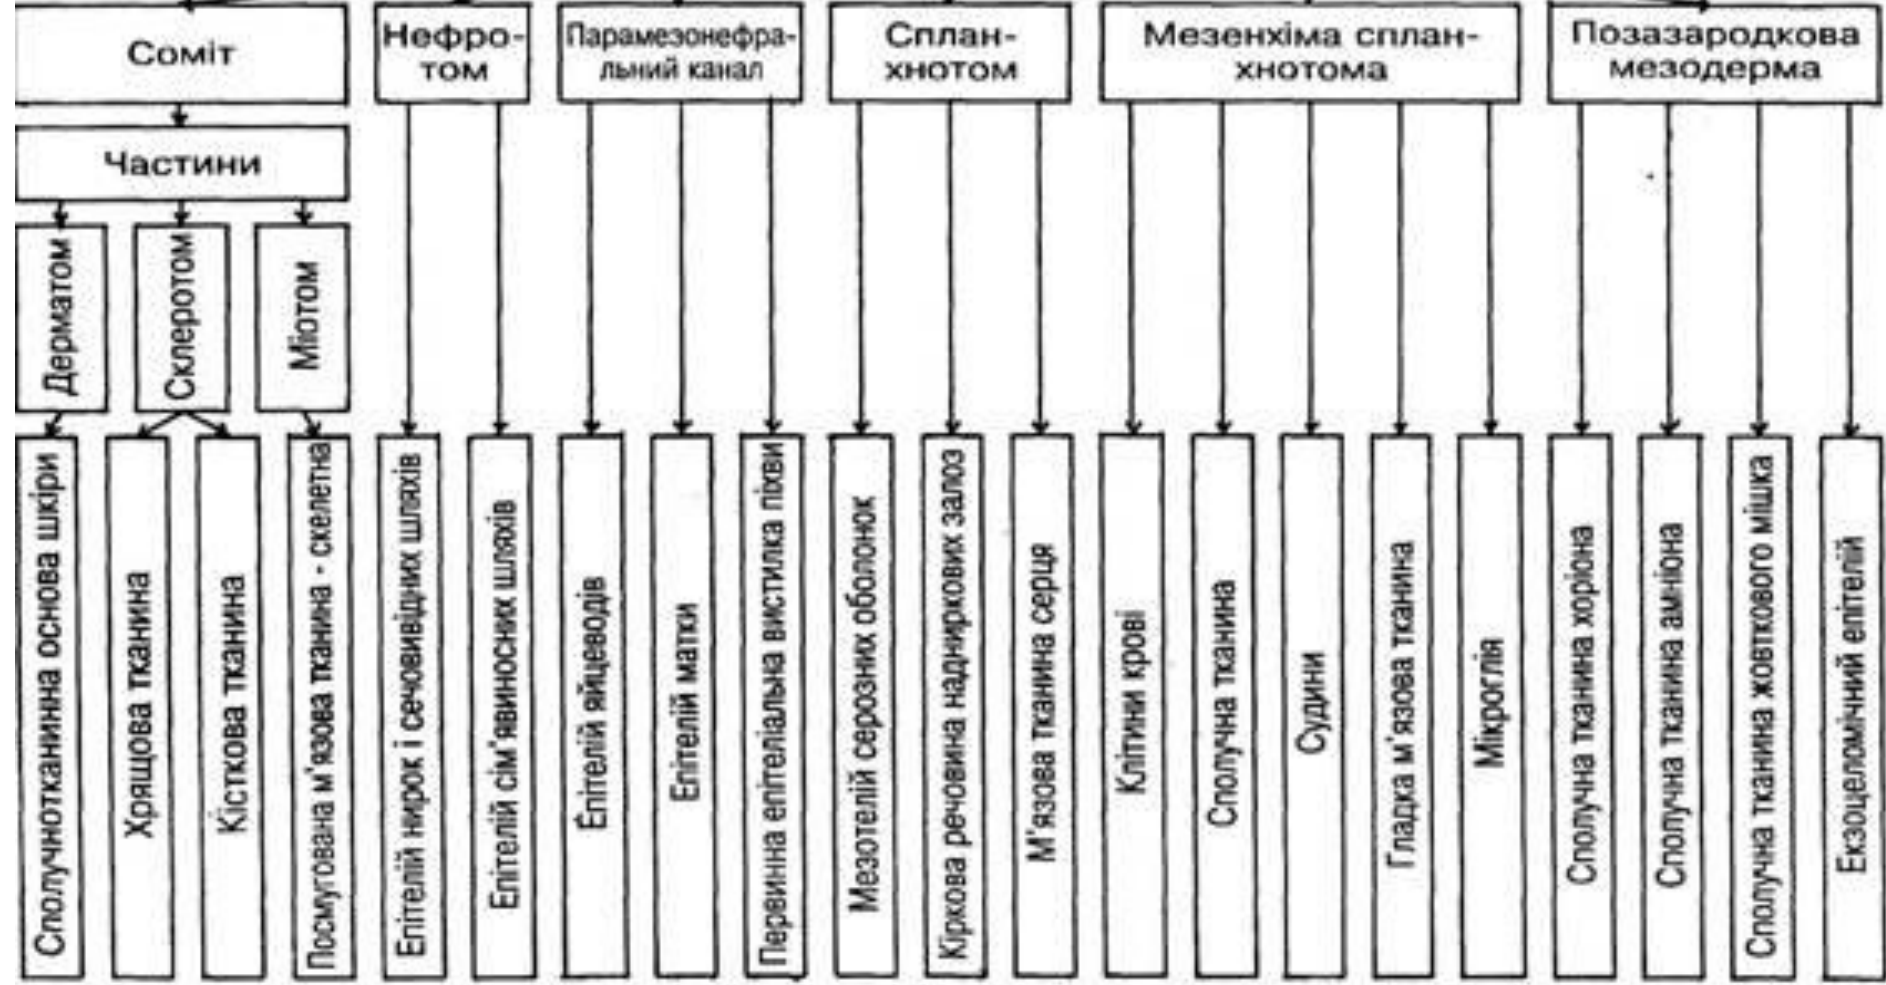 Соміт
Нефро-
том
Парамезонефра-
льний канал
Сплан-
хнотом
Мезенхіма сплан-
хнотома
Позазародкова
мезодерма
Частини
Дерматом
Склеротом
Міотом
Сполучнотканинна основа шкіри
Хрящова тканина
Кісткова тканина
Посмугована м'язова тканина - скелетна
Епітелій нирок і сечовивідних шляхів
Епітелій сім'явиносних шляхів
Епітелій яйцеводів
Епітелій матки
Первинна епітеліальна вистилка піхви
Мезотелій серозних оболонок
Кіркова речовина надниркових залоз
М'язова тканина серця
Клітини крові
Сполучна тканина
Судини
Гладка м'язова тканина
Мікроглія
Сполучна тканина хоріона
Сполучна тканина амніона
Сполучна тканина жовткового мішка
Екзоцеломічний епітелій